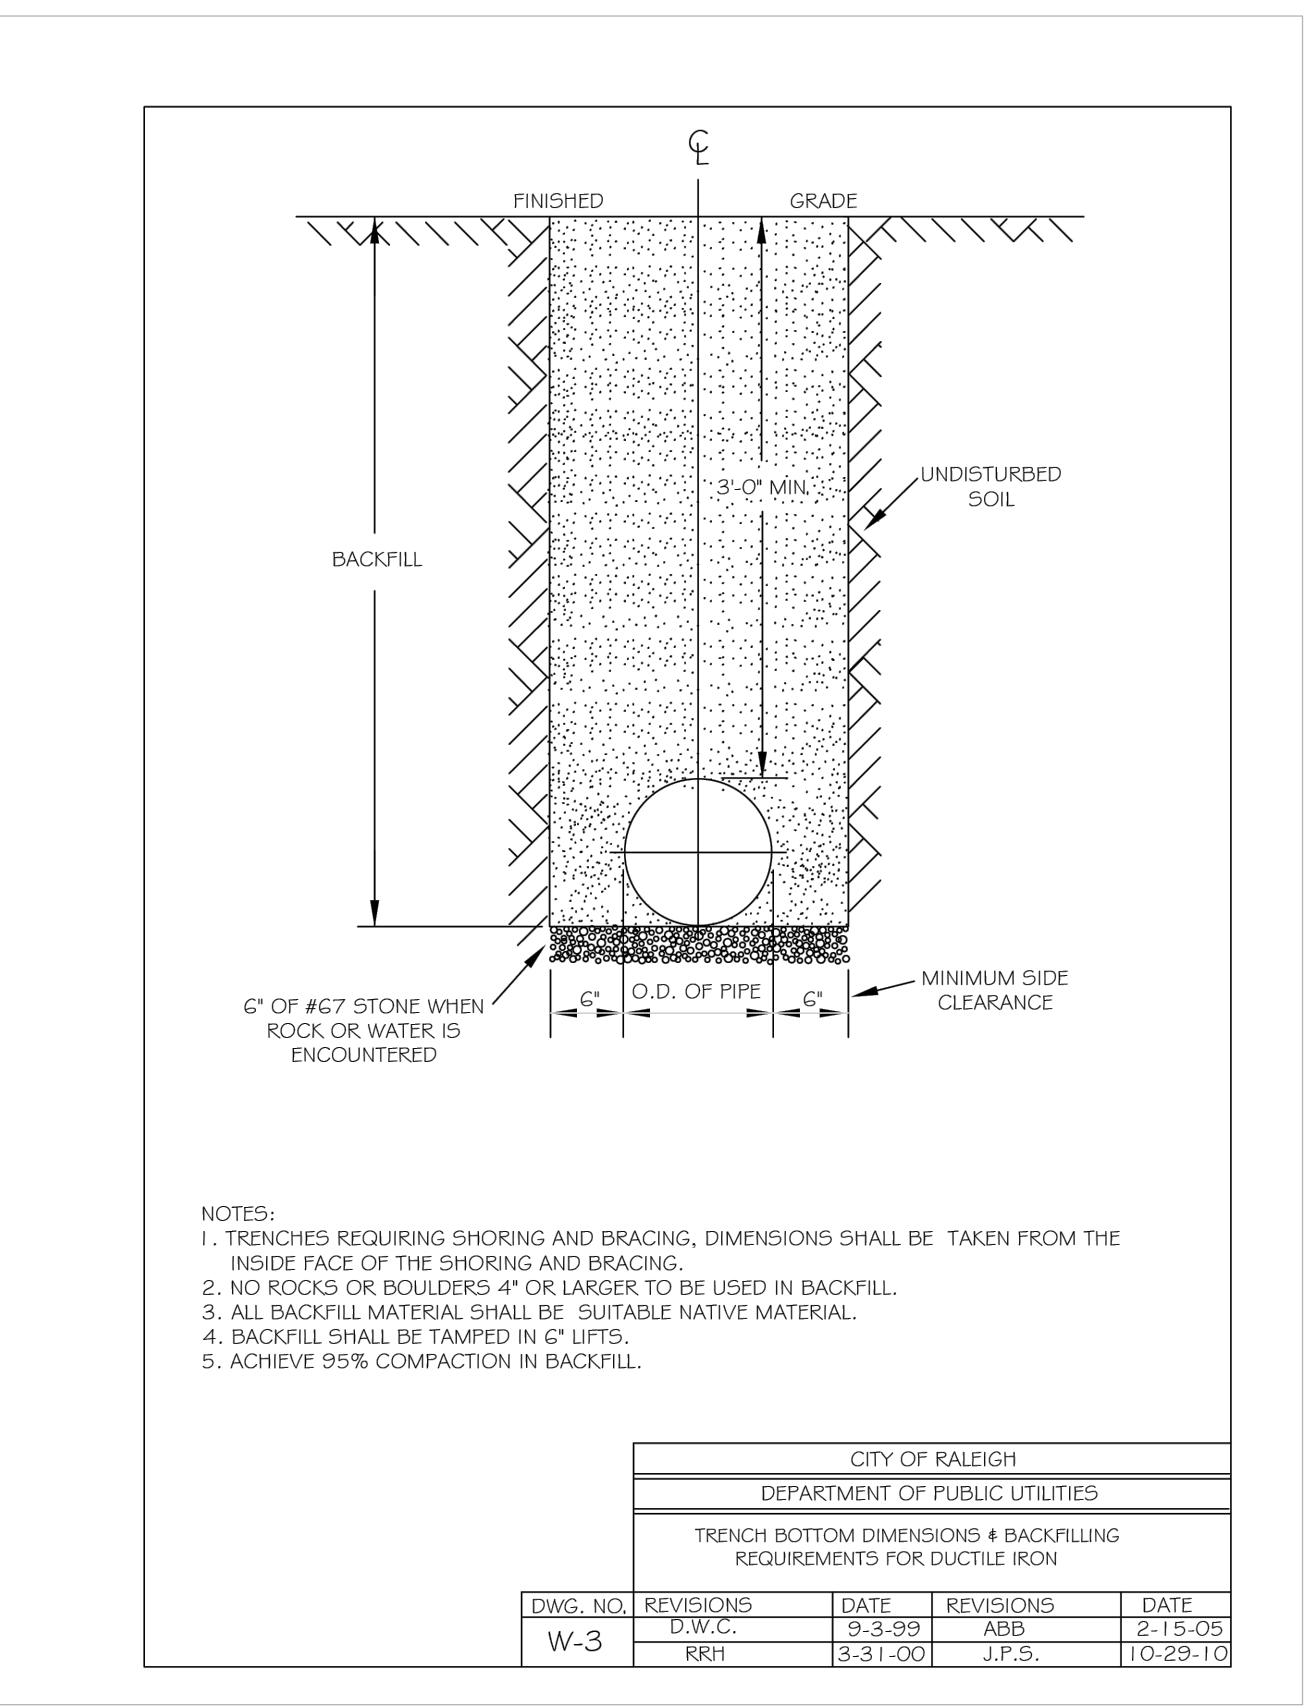 ℄
FINISHED GRADE
3'-0" MIN.
UNDISTURBED
SOIL
BACKFILL
MINIMUM SIDE
CLEARANCE
6" O.D. OF PIPE 6"
6" OF #67 STONE WHEN
ROCK OR WATER IS
ENCOUNTERED
NOTES:
1. TRENCHES REQUIRING SHORING AND BRACING, DIMENSIONS SHALL BE TAKEN FROM THE
INSIDE FACE OF THE SHORING AND BRACING.
2. NO ROCKS OR BOULDERS 4" OR LARGER TO BE USED IN BACKFILL.
3. ALL BACKFILL MATERIAL SHALL BE SUITABLE NATIVE MATERIAL.
4. BACKFILL SHALL BE TAMPED IN 6" LIFTS.
5. ACHIEVE 95% COMPACTION IN BACKFILL.
CITY OF RALEIGH
DEPARTMENT OF PUBLIC UTILITIES
TRENCH BOTTOM DIMENSIONS & BACKFILLING
REQUIREMENTS FOR DUCTILE IRON
DWG. NO. REVISIONS DATE REVISIONS DATE
W-3 D.W.C. 9-3-99 ABB 2-15-05
RRH 3-31-00 J.P.S. 10-29-10